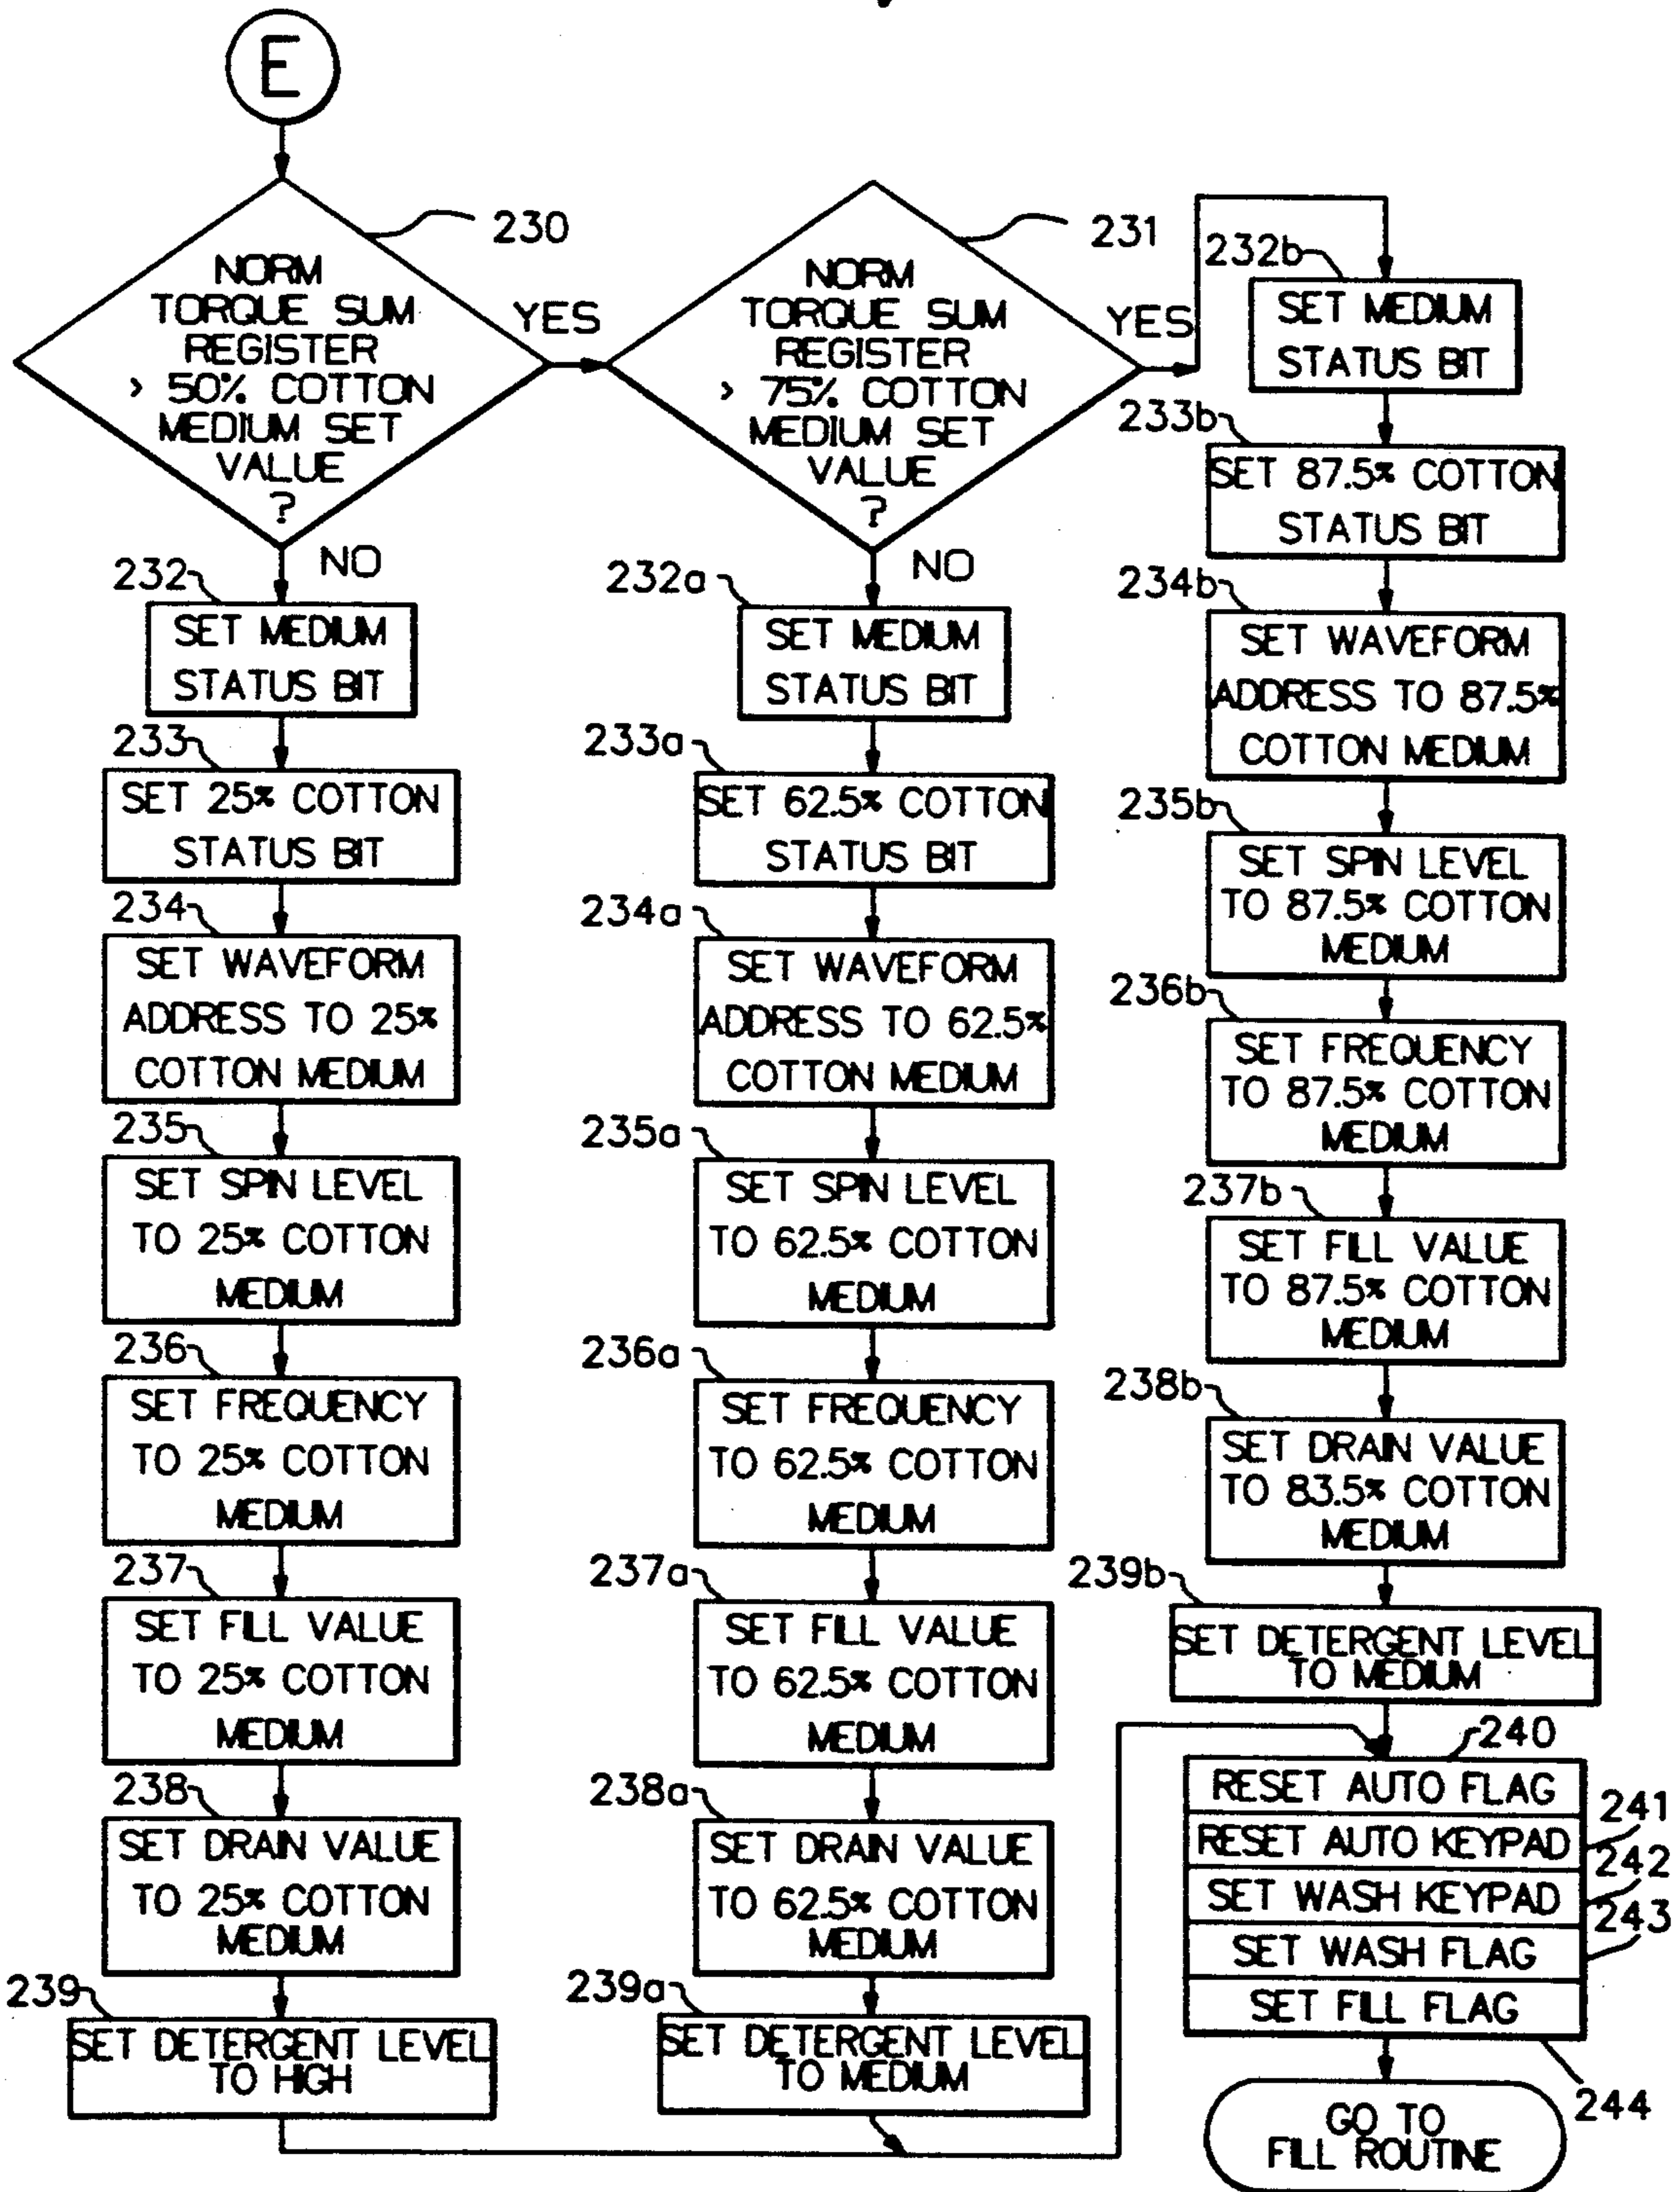 E
230
NORM
TORQUE SUM
REGISTER
> 50% COTTON
MEDIUM SET
VALUE
?
YES
NO
231
NORM
TORQUE SUM
REGISTER
> 75% COTTON
MEDIUM SET
VALUE
?
YES
NO
232
SET MEDIUM
STATUS BIT
233
SET 25% COTTON
STATUS BIT
234
SET WAVEFORM
ADDRESS TO 25%
COTTON MEDIUM
235
SET SPIN LEVEL
TO 25% COTTON
MEDIUM
236
SET FREQUENCY
TO 25% COTTON
MEDIUM
237
SET FILL VALUE
TO 25% COTTON
MEDIUM
238
SET DRAIN VALUE
TO 25% COTTON
MEDIUM
239
SET DETERGENT LEVEL
TO HIGH
232a
SET MEDIUM
STATUS BIT
233a
SET 62.5% COTTON
STATUS BIT
234a
SET WAVEFORM
ADDRESS TO 62.5%
COTTON MEDIUM
235a
SET SPIN LEVEL
TO 62.5% COTTON
MEDIUM
236a
SET FREQUENCY
TO 62.5% COTTON
MEDIUM
237a
SET FILL VALUE
TO 62.5% COTTON
MEDIUM
238a
SET DRAIN VALUE
TO 62.5% COTTON
MEDIUM
239a
SET DETERGENT LEVEL
TO MEDIUM
232b
SET MEDIUM
STATUS BIT
233b
SET 87.5% COTTON
STATUS BIT
234b
SET WAVEFORM
ADDRESS TO 87.5%
COTTON MEDIUM
235b
SET SPIN LEVEL
TO 87.5% COTTON
MEDIUM
236b
SET FREQUENCY
TO 87.5% COTTON
MEDIUM
237b
SET FILL VALUE
TO 87.5% COTTON
MEDIUM
238b
SET DRAIN VALUE
TO 83.5% COTTON
MEDIUM
239b
SET DETERGENT LEVEL
TO MEDIUM
240
RESET AUTO FLAG
241
RESET AUTO KEYPAD
242
SET WASH KEYPAD
243
SET WASH FLAG
SET FILL FLAG
244
GO TO
FILL ROUTINE